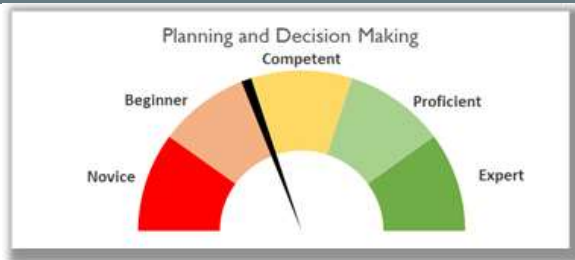 Planning and Decision Making
Competent
Beginner
Proficient
Novice
Expert